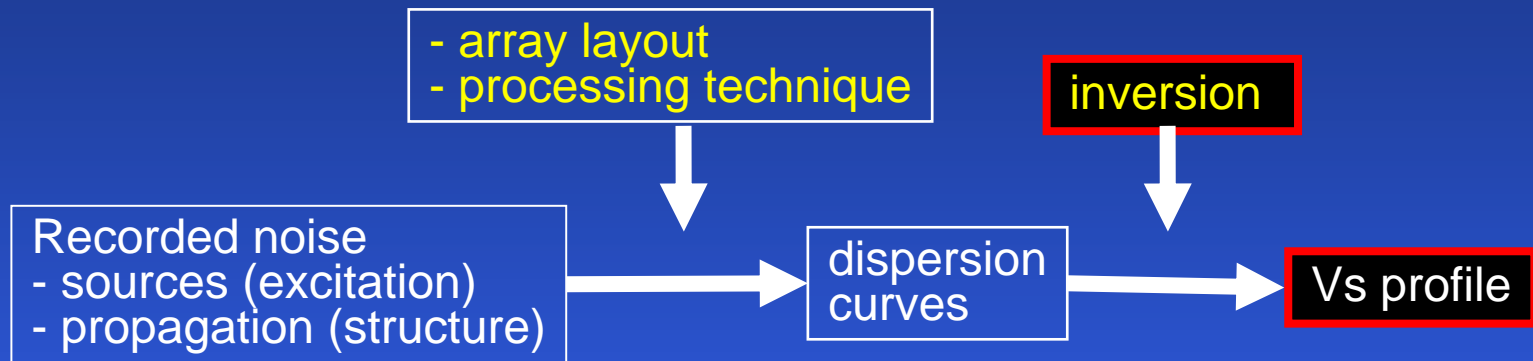 - array layout
- processing technique
inversion
Recorded noise
- sources (excitation)
- propagation (structure)
dispersion
curves
Vs profile